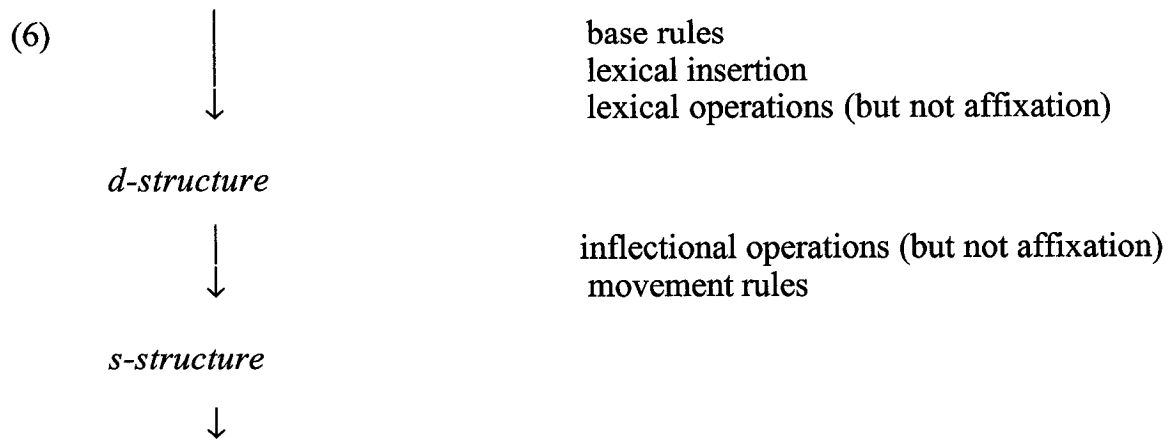 (6) base rules
lexical insertion
lexical operations (but not affixation)
d-structure
inflectional operations (but not affixation)
movement rules
s-structure